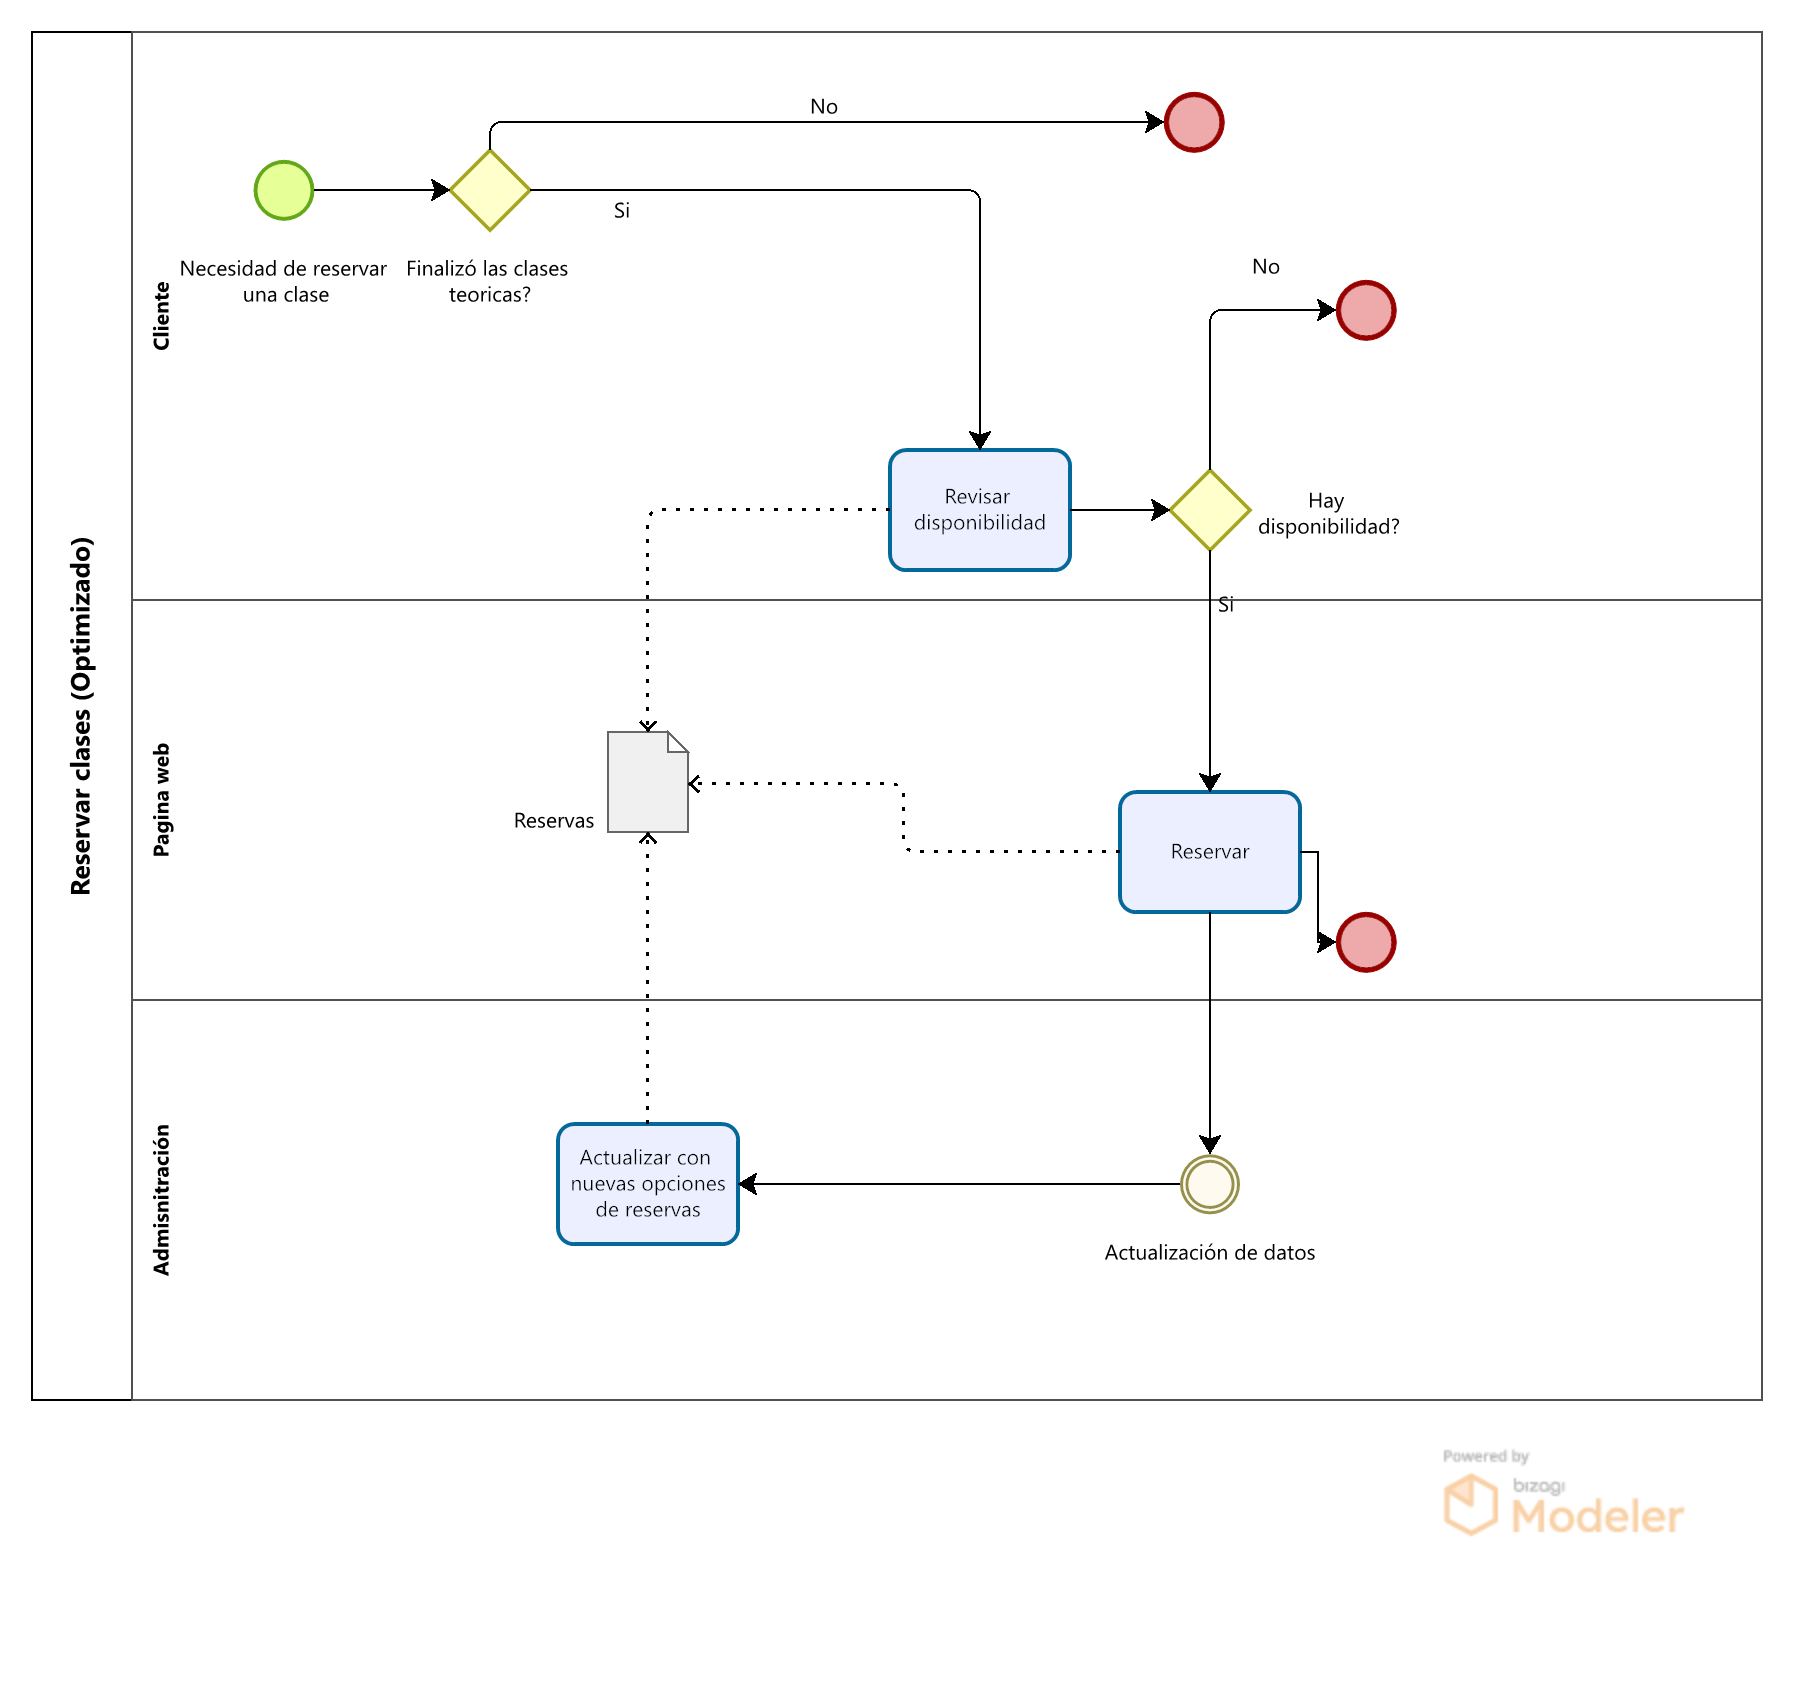 Reservar clases (Optimizado)
Cliente
No
Si
Necesidad de reservar
una clase
Finalizó las clases
teoricas?
No
Revisar
disponibilidad
Hay
disponibilidad?
Si
Pagina web
Reservas
Reservar
Admisnitración
Actualizar con
nuevas opciones
de reservas
Actualización de datos
Powered by
bizagi
Modeler